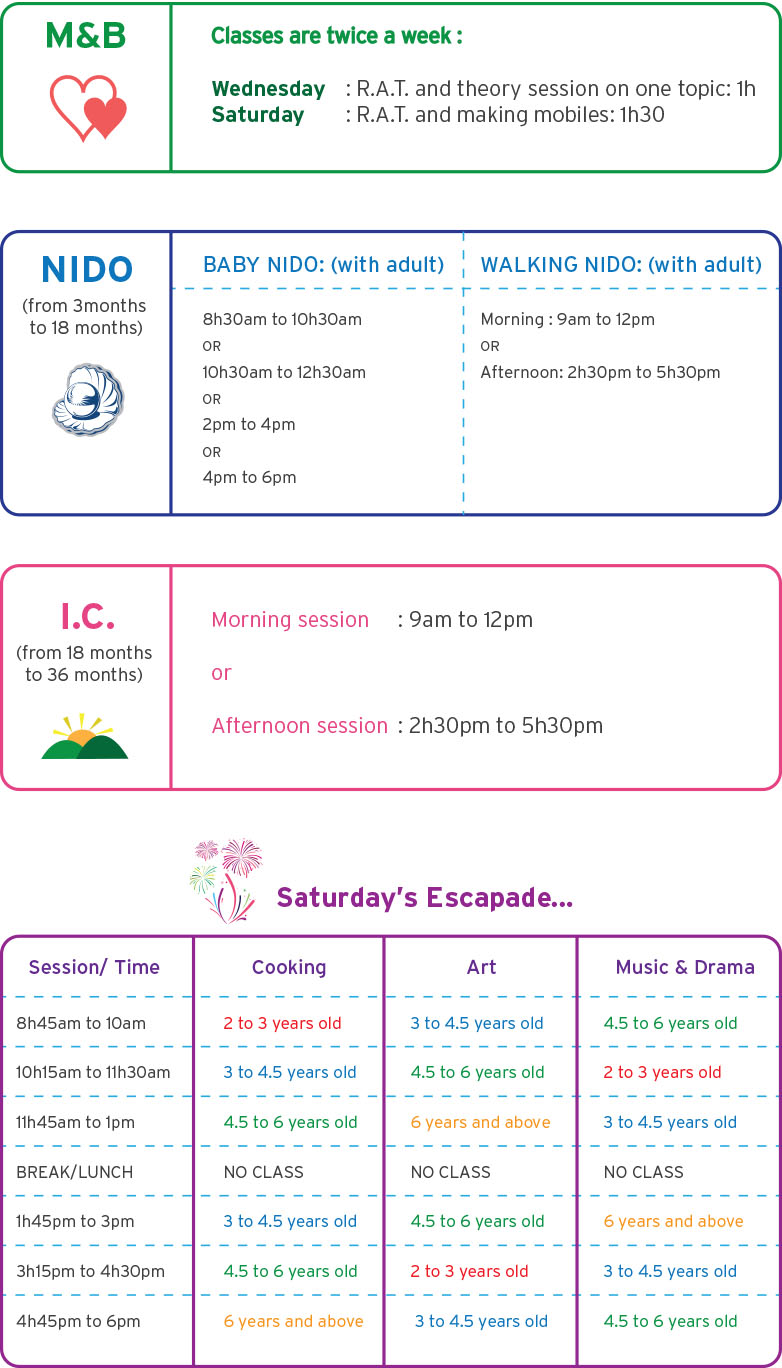 M&B
Classes are twice a week :
Wednesday : R.A.T. and theory session on one topic: 1h
Saturday : R.A.T. and making mobiles: 1h30
NIDO
(from 3months
to 18 months)
BABY NIDO: (with adult)
8h30am to 10h30am
OR
10h30am to 12h30am
OR
2pm to 4pm
OR
4pm to 6pm
WALKING NIDO: (with adult)
Morning : 9am to 12pm
OR
Afternoon: 2h30pm to 5h30pm
I.C.
(from 18 months
to 36 months)
Morning session : 9am to 12pm
or
Afternoon session : 2h30pm to 5h30pm
Saturday's Escapade...
Session/ Time Cooking Art Music & Drama
8h45am to 10am 2 to 3 years old 3 to 4.5 years old 4.5 to 6 years old
10h15am to 11h30am 3 to 4.5 years old 4.5 to 6 years old 2 to 3 years old
11h45am to 1pm 4.5 to 6 years old 6 years and above 3 to 4.5 years old
BREAK/LUNCH NO CLASS NO CLASS NO CLASS
1h45pm to 3pm 3 to 4.5 years old 4.5 to 6 years old 6 years and above
3h15pm to 4h30pm 4.5 to 6 years old 2 to 3 years old 3 to 4.5 years old
4h45pm to 6pm 6 years and above 3 to 4.5 years old 4.5 to 6 years old